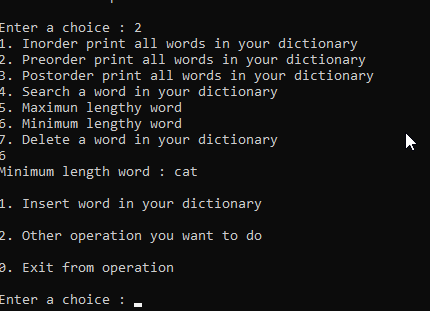 Enter a choice : 2
1. Inorder print all words in your dictionary
2. Preorder print all words in your dictionary
3. Postorder print all words in your dictionary
4. Search a word in your dictionary
5. Maximun lengthy word
6. Minimum lengthy word
7. Delete a word in your dictionary
6
Minimum length word : cat
1. Insert word in your dictionary
2. Other operation you want to do
0. Exit from operation
Enter a choice :